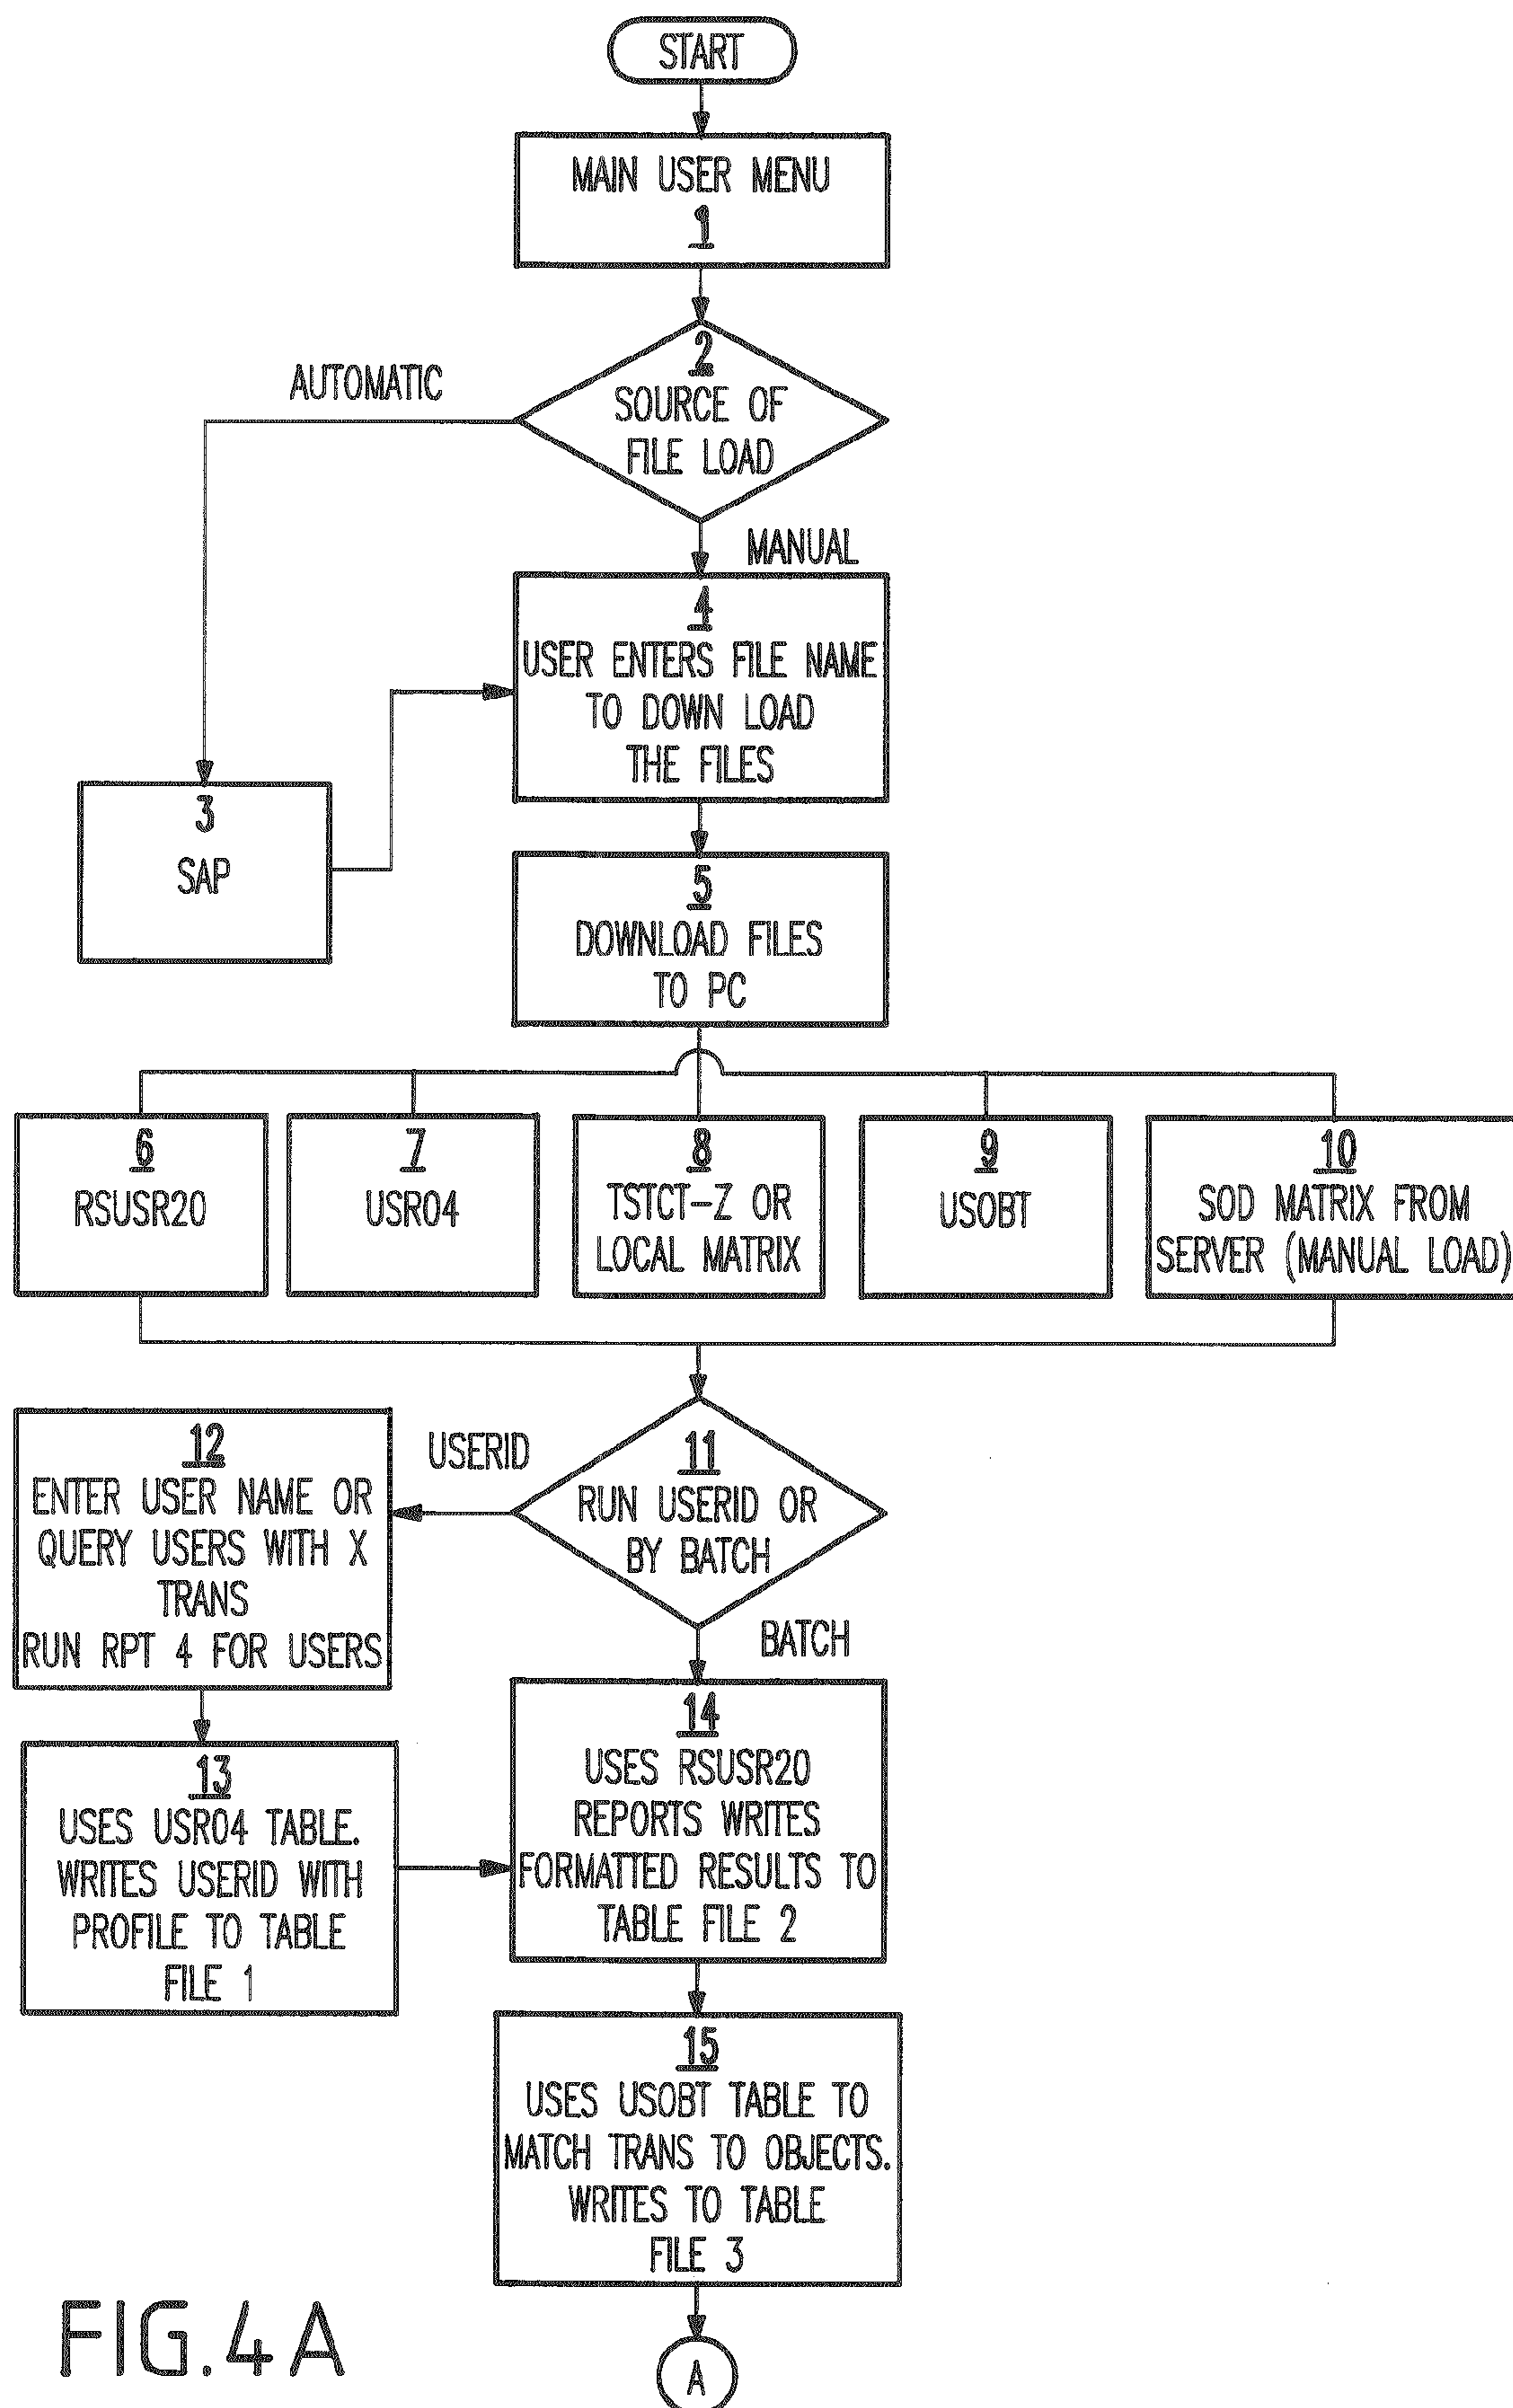 START
MAIN USER MENU
1
2
SOURCE OF
FILE LOAD
AUTOMATIC
MANUAL
4
USER ENTERS FILE NAME
TO DOWN LOAD
THE FILES
3
SAP
5
DOWNLOAD FILES
TO PC
6
RSUSR20
7
USR04
8
TSTCT-Z OR
LOCAL MATRIX
9
USOBT
10
SOD MATRIX FROM
SERVER (MANUAL LOAD)
11
RUN USERID OR
BY BATCH
USERID
BATCH
12
ENTER USER NAME OR
QUERY USERS WITH X
TRANS
RUN RPT 4 FOR USERS
13
USES USR04 TABLE.
WRITES USERID WITH
PROFILE TO TABLE
FILE 1
14
USES RSUSR20
REPORTS WRITES
FORMATTED RESULTS TO
TABLE FILE 2
15
USES USOBT TABLE TO
MATCH TRANS TO OBJECTS.
WRITES TO TABLE
FILE 3
A
FIG.4A